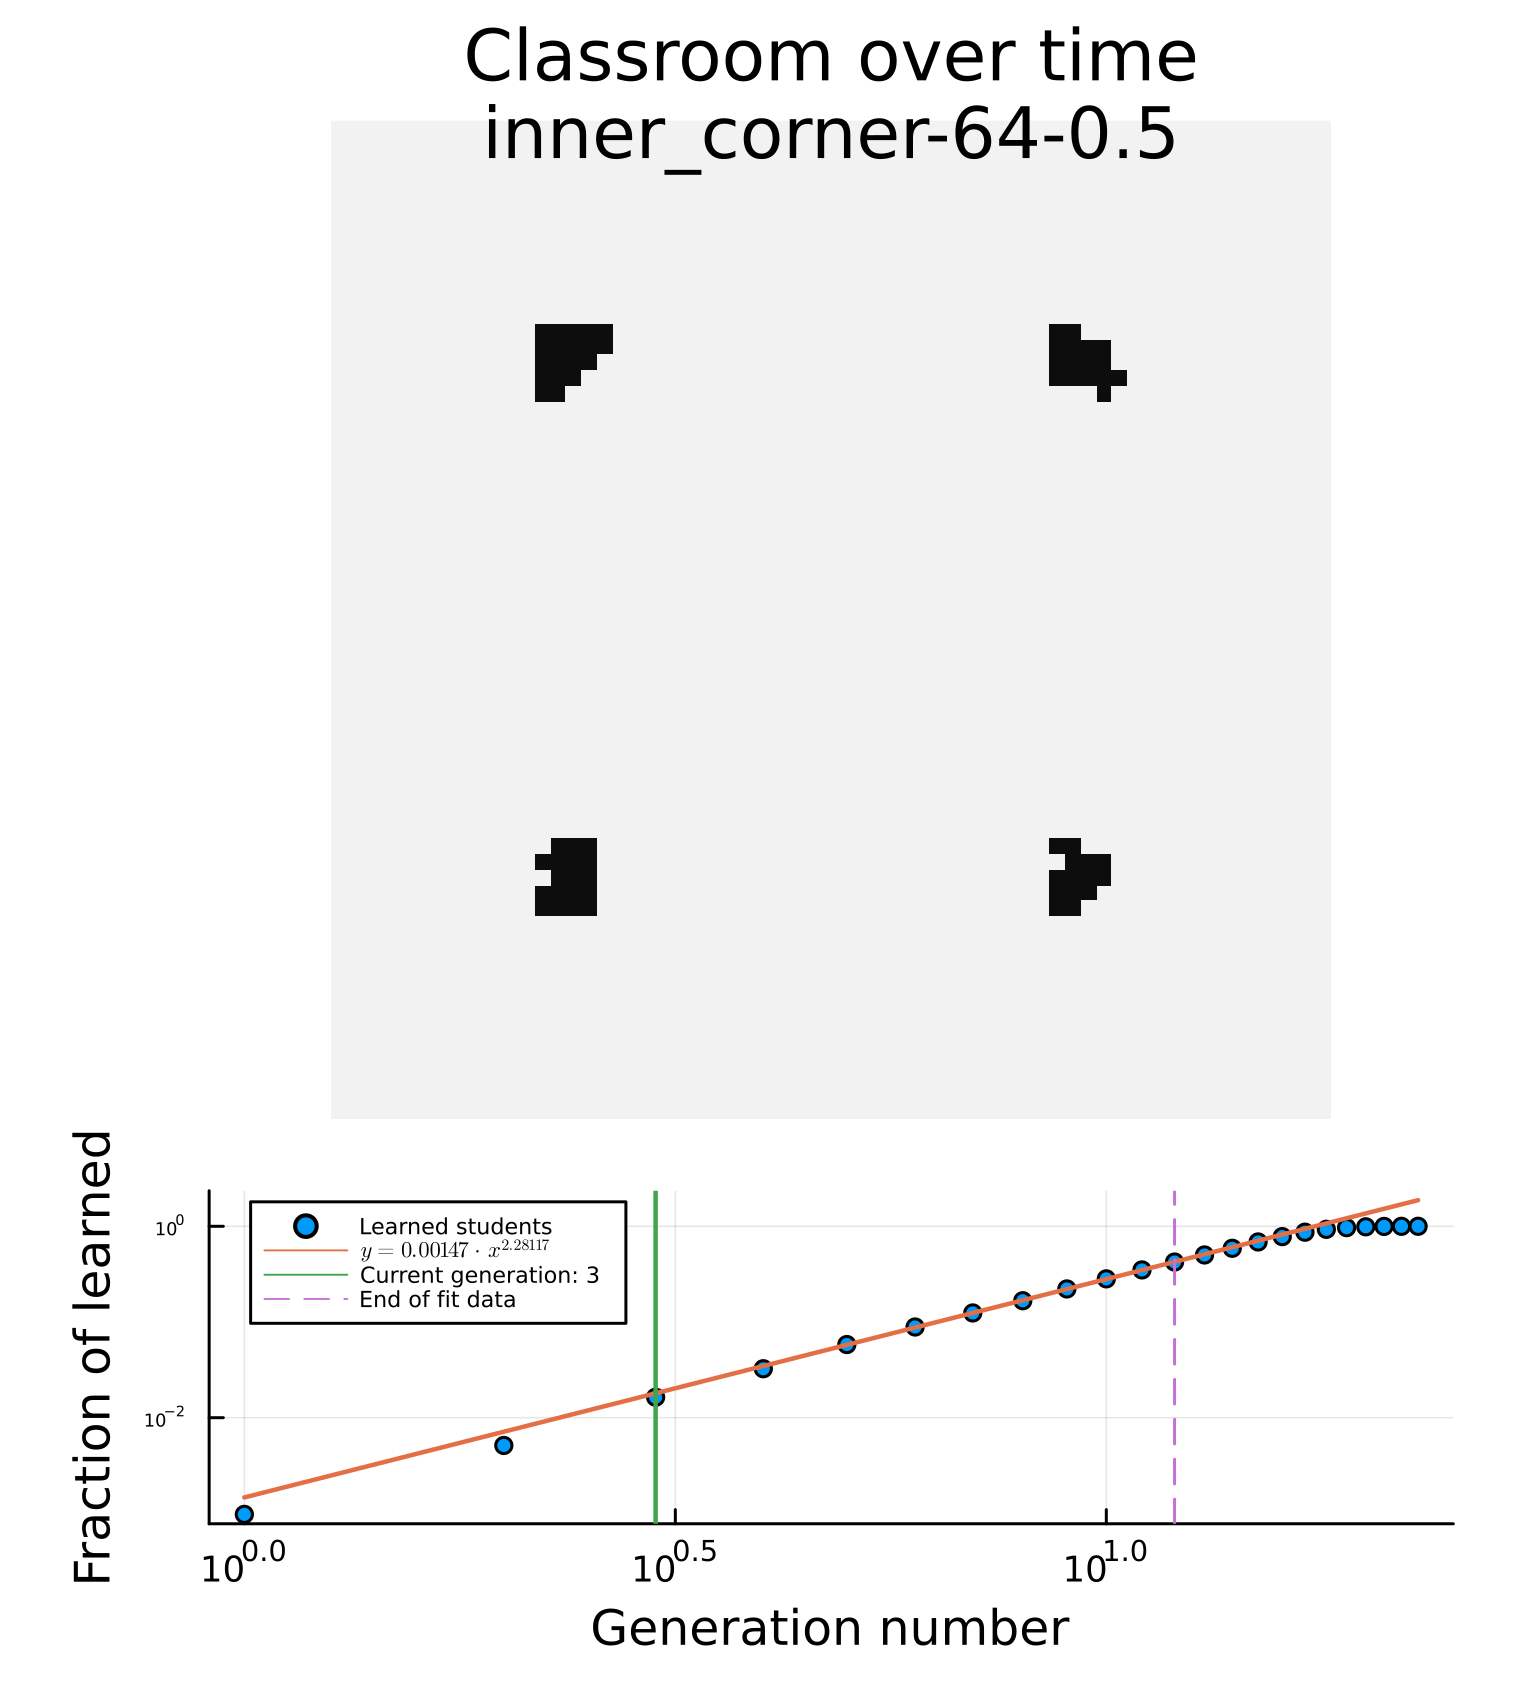 Classroom over time
inner_corner-64-0.5
Fraction of learned
10^0
10^−2
Learned students
y = 0.00147 · x^2.28117
Current generation: 3
End of fit data
10^0.0
10^0.5
10^1.0
Generation number